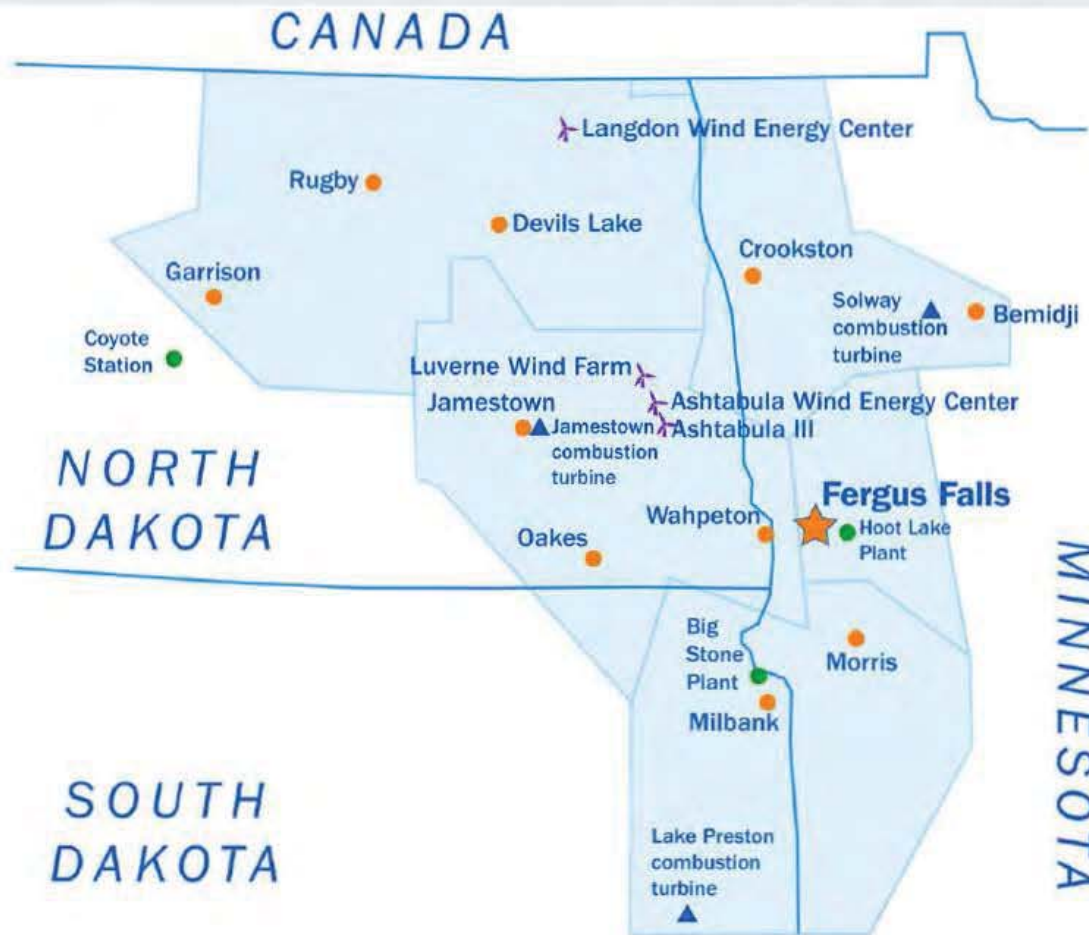 CANADA
Langdon Wind Energy Center
Rugby
Devils Lake
Crookston
Garrison
Solway
combustion
turbine
Bemidji
Coyote
Station
Luverne Wind Farm
Ashtabula Wind Energy Center
Jamestown
Jamestown
combustion
turbine
Ashtabula III
NORTH
DAKOTA
Fergus Falls
Wahpeton
Hoot Lake
Plant
Oakes
MINNESOTA
Big
Stone
Plant
Morris
Milbank
SOUTH
DAKOTA
Lake Preston
combustion
turbine